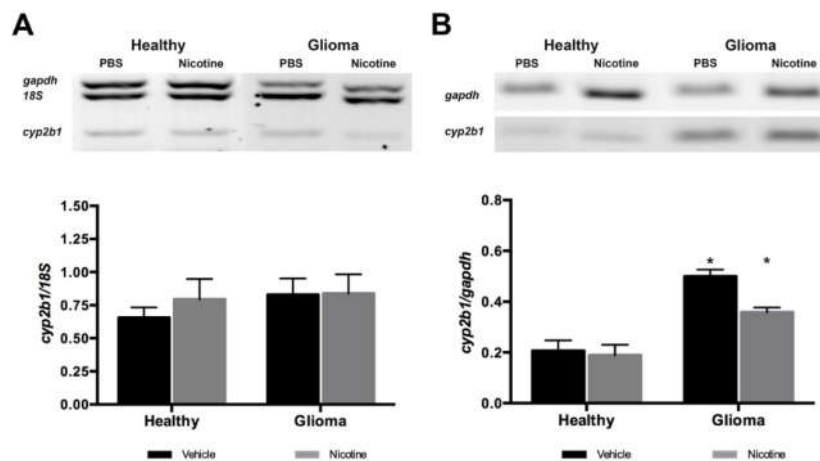 A
Healthy Glioma
PBS Nicotine PBS Nicotine
gapdh
18S
cyp2b1
1.50
1.25
1.00
0.75
0.50
0.25
0.00
cyp2b1/18S
Healthy Glioma
Vehicle Nicotine
B
Healthy Glioma
PBS Nicotine PBS Nicotine
gapdh
cyp2b1
0.8
0.6
0.4
0.2
0.0
cyp2b1/gapdh
* *
Healthy Glioma
Vehicle Nicotine